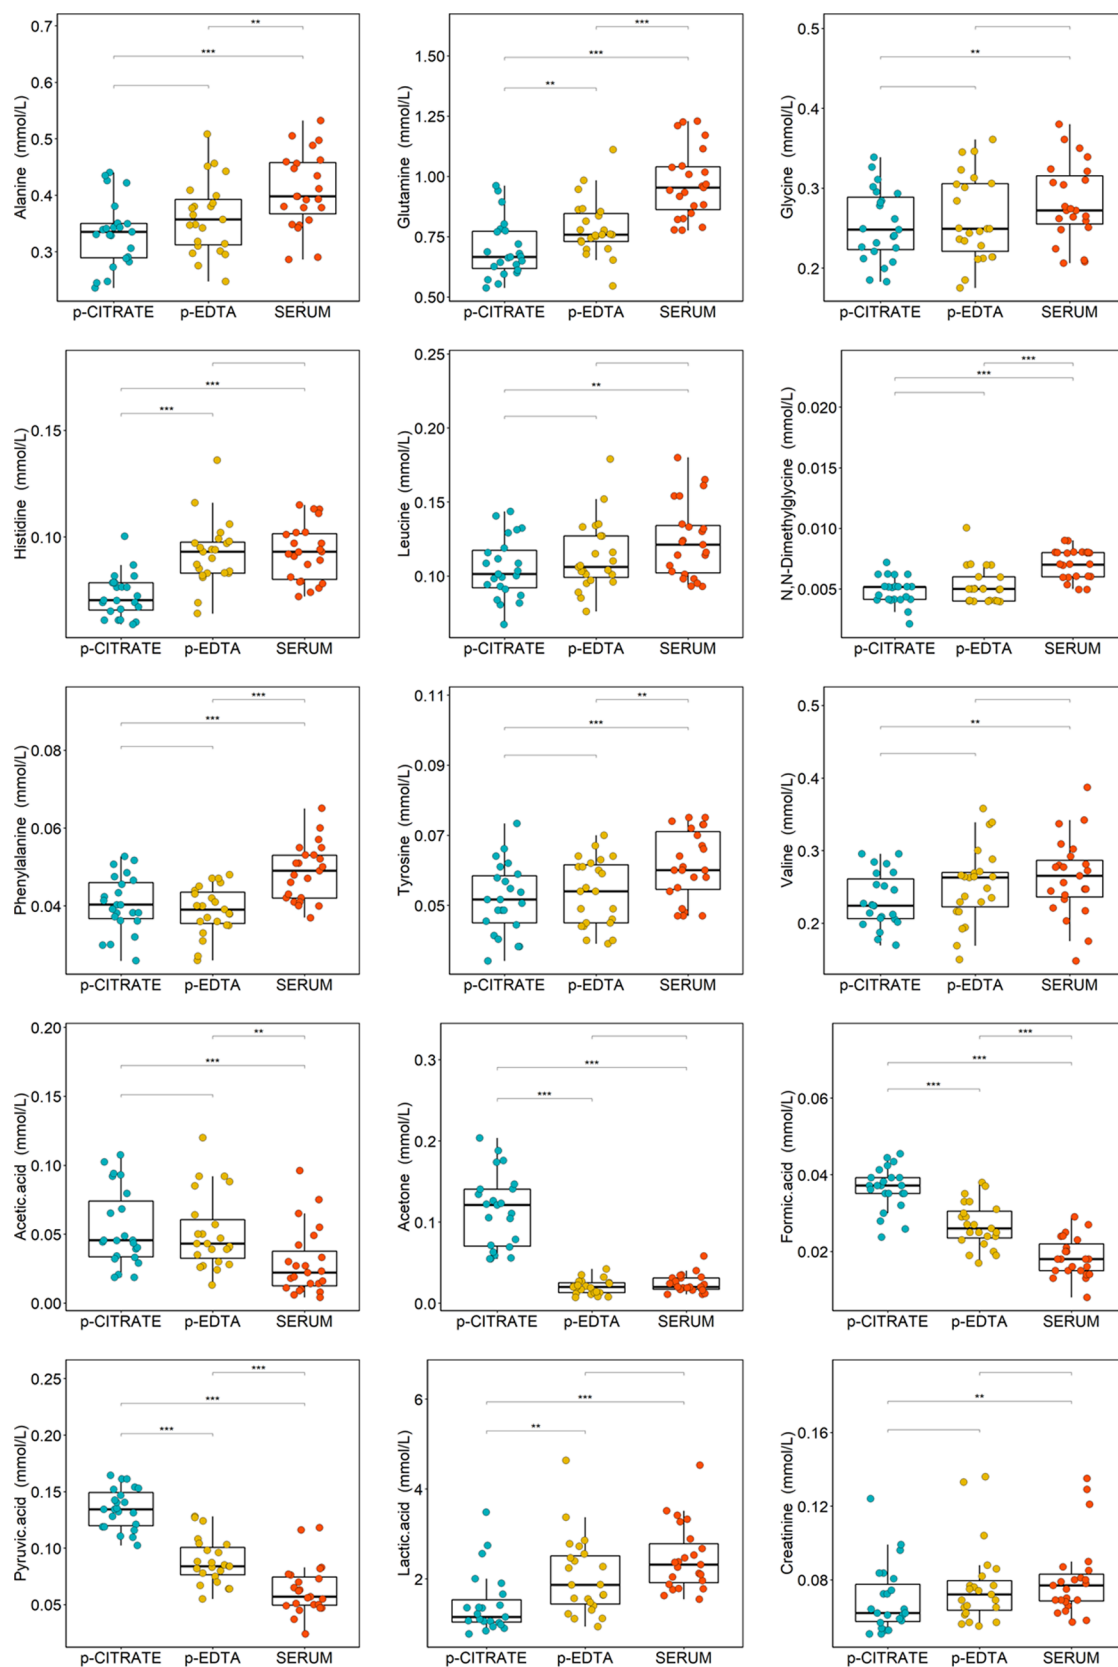 Alanine (mmol/L)
0.7
0.6
0.5
0.4
0.3
**
***
p-CITRATE p-EDTA SERUM
Glutamine (mmol/L)
1.50
1.25
1.00
0.75
0.50
***
***
**
p-CITRATE p-EDTA SERUM
Glycine (mmol/L)
0.5
0.4
0.3
0.2
**
p-CITRATE p-EDTA SERUM
Histidine (mmol/L)
0.15
0.10
***
***
p-CITRATE p-EDTA SERUM
Leucine (mmol/L)
0.25
0.20
0.15
0.10
**
p-CITRATE p-EDTA SERUM
N,N-Dimethylglycine (mmol/L)
0.020
0.015
0.010
0.005
***
***
p-CITRATE p-EDTA SERUM
Phenylalanine (mmol/L)
0.08
0.06
0.04
***
***
p-CITRATE p-EDTA SERUM
Tyrosine (mmol/L)
0.11
0.09
0.07
0.05
**
***
p-CITRATE p-EDTA SERUM
Valine (mmol/L)
0.5
0.4
0.3
0.2
**
p-CITRATE p-EDTA SERUM
Acetic.acid (mmol/L)
0.20
0.15
0.10
0.05
0.00
**
***
p-CITRATE p-EDTA SERUM
Acetone (mmol/L)
0.3
0.2
0.1
0.0
***
***
p-CITRATE p-EDTA SERUM
Formic.acid (mmol/L)
0.06
0.04
0.02
***
***
***
p-CITRATE p-EDTA SERUM
Pyruvic.acid (mmol/L)
0.25
0.20
0.15
0.10
0.05
***
***
***
p-CITRATE p-EDTA SERUM
Lactic.acid (mmol/L)
6
4
2
***
**
p-CITRATE p-EDTA SERUM
Creatinine (mmol/L)
0.16
0.12
0.08
**
p-CITRATE p-EDTA SERUM